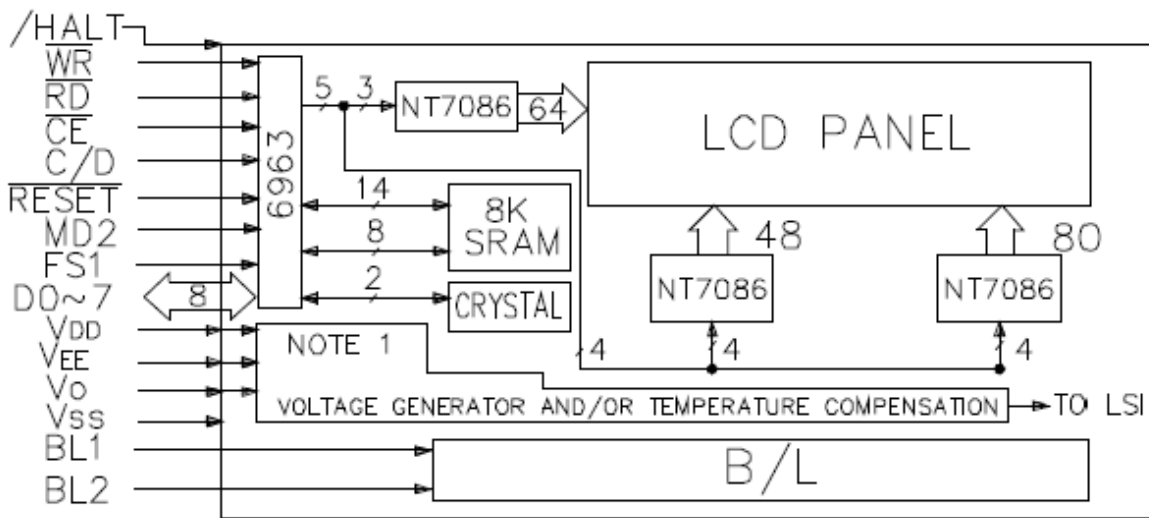 /HALT
WR
RD
CE
C/D
RESET
MD2
FS1
DO~7
VDD
VEE
VO
VSS
BL1
BL2
8
6963
5
3
NT7086
64
LCD PANEL
14
8K
SRAM
8
2
CRYSTAL
48
80
NT7086
NT7086
4
4
4
NOTE 1
VOLTAGE GENERATOR AND/OR TEMPERATURE COMPENSATION
TO LSI
B/L